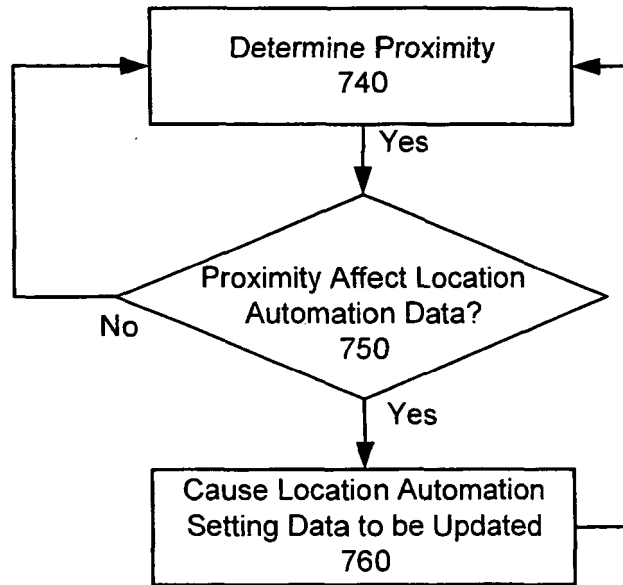 Determine Proximity
740
Yes
Proximity Affect Location
Automation Data?
750
No
Yes
Cause Location Automation
Setting Data to be Updated
760